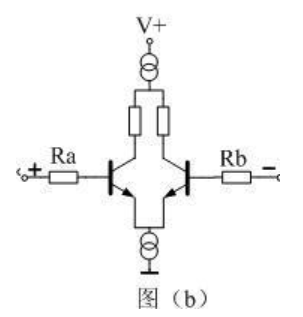 V+
+ Ra Rb −
图（b）